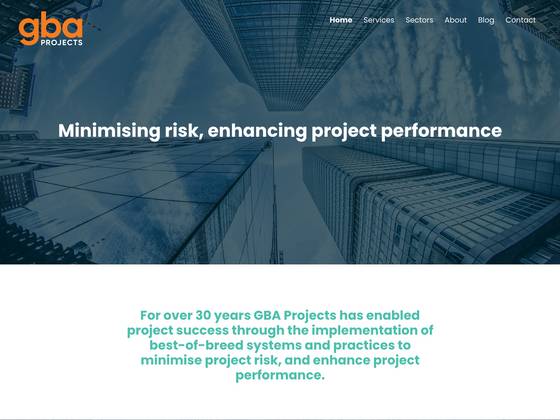 gba
PROJECTS
Home Services Sectors About Blog Contact
Minimising risk, enhancing project performance
For over 30 years GBA Projects has enabled
project success through the implementation of
best-of-breed systems and practices to
minimise project risk, and enhance project
performance.